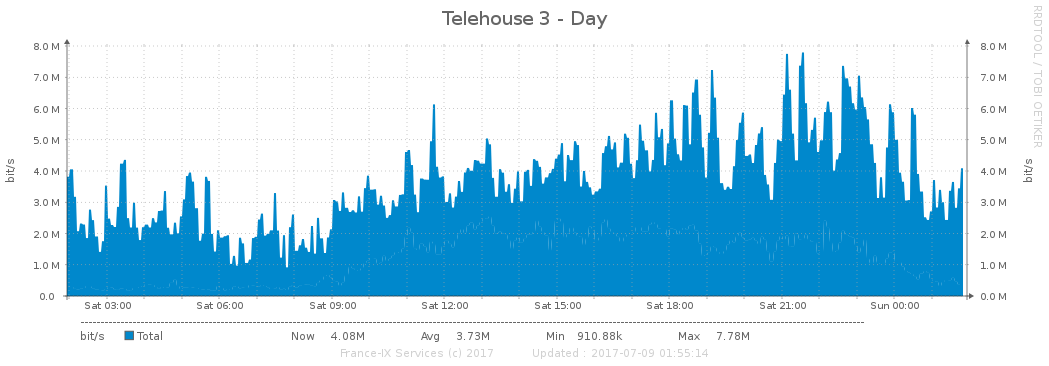 Telehouse 3 - Day
RRDTOOL / TOBI OETIKER
bit/s
bit/s
8.0 M 8.0 M
7.0 M 7.0 M
6.0 M 6.0 M
5.0 M 5.0 M
4.0 M 4.0 M
3.0 M 3.0 M
2.0 M 2.0 M
1.0 M 1.0 M
0.0 0.0 M
Sat 03:00 Sat 06:00 Sat 09:00 Sat 12:00 Sat 15:00 Sat 18:00 Sat 21:00 Sun 00:00
bit/s Total Now 4.08M Avg 3.73M Min 910.88k Max 7.78M
France-IX Services (c) 2017 Updated : 2017-07-09 01:55:14